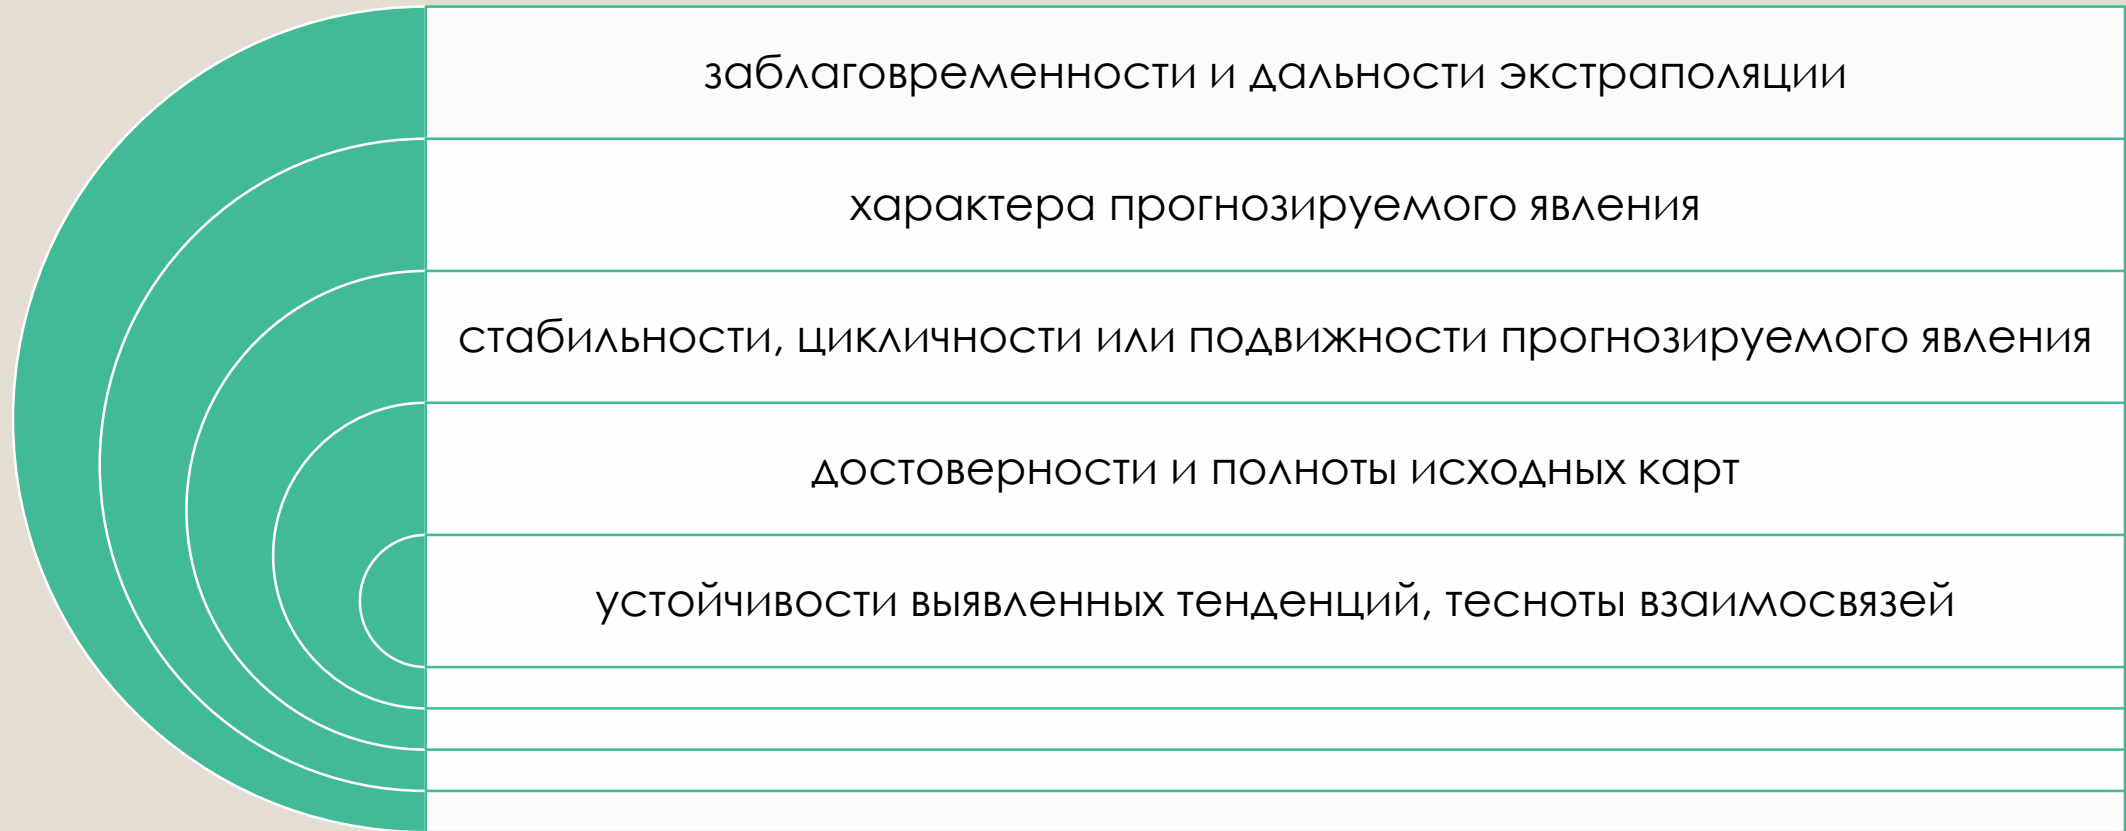 заблаговременности и дальности экстраполяции
характера прогнозируемого явления
стабильности, цикличности или подвижности прогнозируемого явления
достоверности и полноты исходных карт
устойчивости выявленных тенденций, тесноты взаимосвязей